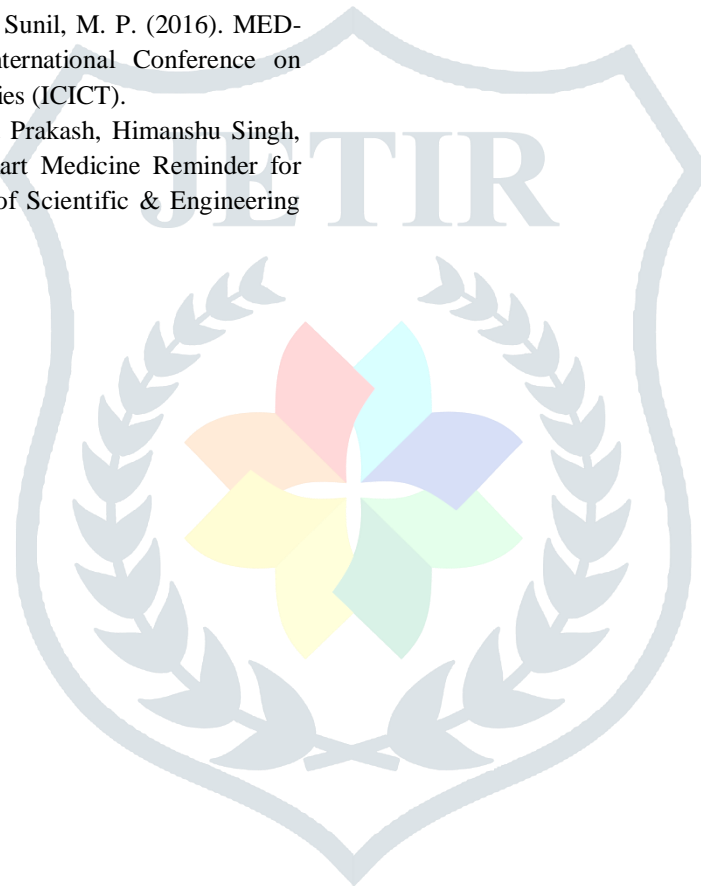 Sunil, M. P. (2016). MED-
nternational Conference on
ies (ICICT).
Prakash, Himanshu Singh,
art Medicine Reminder for
of Scientific & Engineering
JETIR